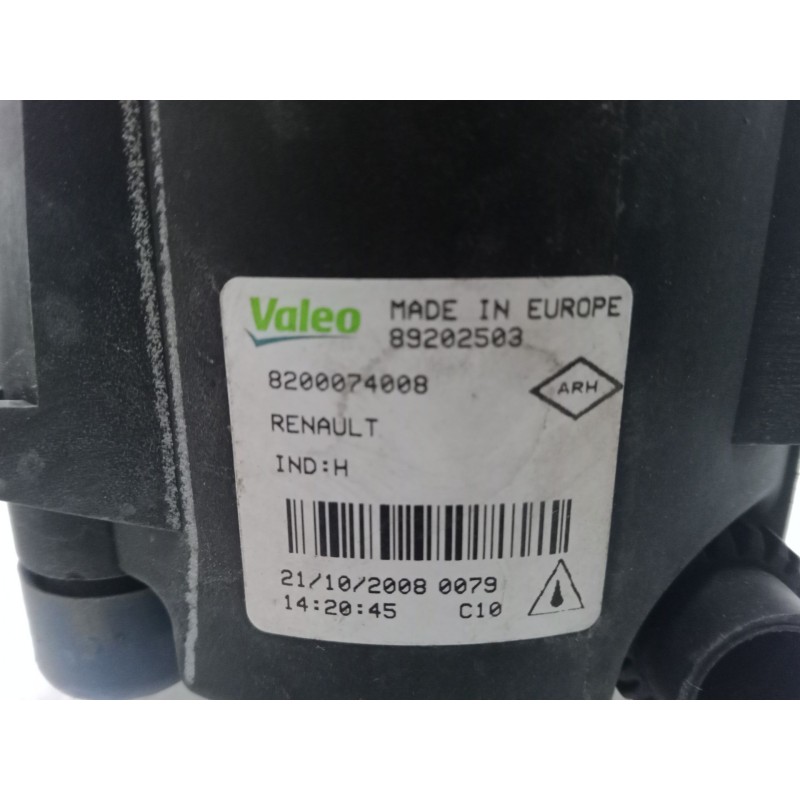 Valeo MADE IN EUROPE
89202503
8200074008
ARH
RENAULT
IND:H
21/10/2008 0079
14:20:45 C10